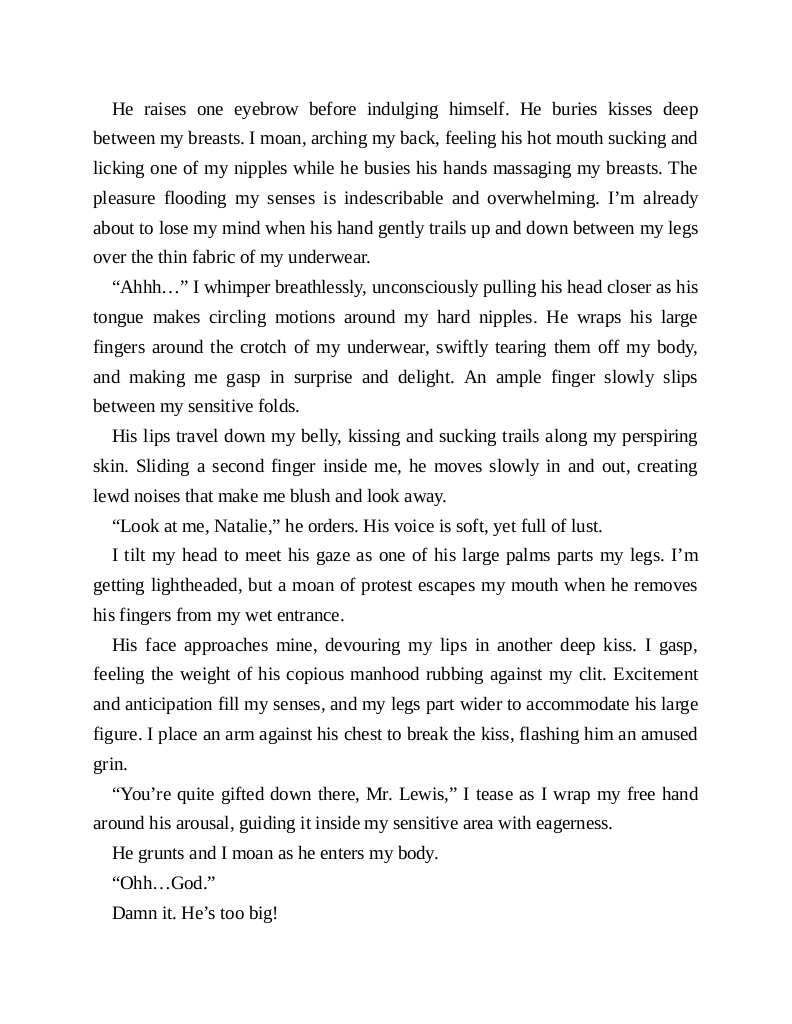 He raises one eyebrow before indulging himself. He buries kisses deep
between my breasts. I moan, arching my back, feeling his hot mouth sucking and
licking one of my nipples while he busies his hands massaging my breasts. The
pleasure flooding my senses is indescribable and overwhelming. I’m already
about to lose my mind when his hand gently trails up and down between my legs
over the thin fabric of my underwear.
“Ahhh…” I whimper breathlessly, unconsciously pulling his head closer as his
tongue makes circling motions around my hard nipples. He wraps his large
fingers around the crotch of my underwear, swiftly tearing them off my body,
and making me gasp in surprise and delight. An ample finger slowly slips
between my sensitive folds.
His lips travel down my belly, kissing and sucking trails along my perspiring
skin. Sliding a second finger inside me, he moves slowly in and out, creating
lewd noises that make me blush and look away.
“Look at me, Natalie,” he orders. His voice is soft, yet full of lust.
I tilt my head to meet his gaze as one of his large palms parts my legs. I’m
getting lightheaded, but a moan of protest escapes my mouth when he removes
his fingers from my wet entrance.
His face approaches mine, devouring my lips in another deep kiss. I gasp,
feeling the weight of his copious manhood rubbing against my clit. Excitement
and anticipation fill my senses, and my legs part wider to accommodate his large
figure. I place an arm against his chest to break the kiss, flashing him an amused
grin.
“You’re quite gifted down there, Mr. Lewis,” I tease as I wrap my free hand
around his arousal, guiding it inside my sensitive area with eagerness.
He grunts and I moan as he enters my body.
“Ohh…God.”
Damn it. He’s too big!